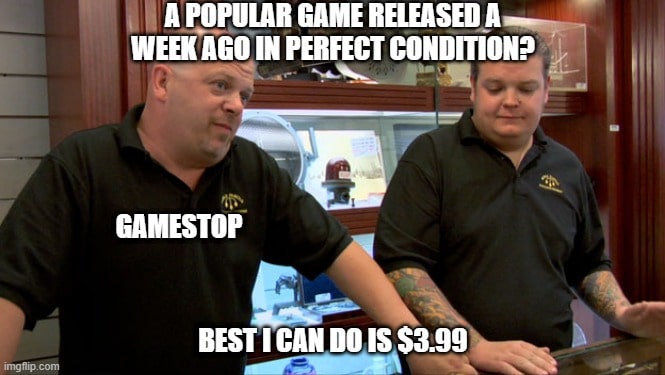 A POPULAR GAME RELEASED A
WEEK AGO IN PERFECT CONDITION?
GAMESTOP
BEST I CAN DO IS $3.99
imgflip.com